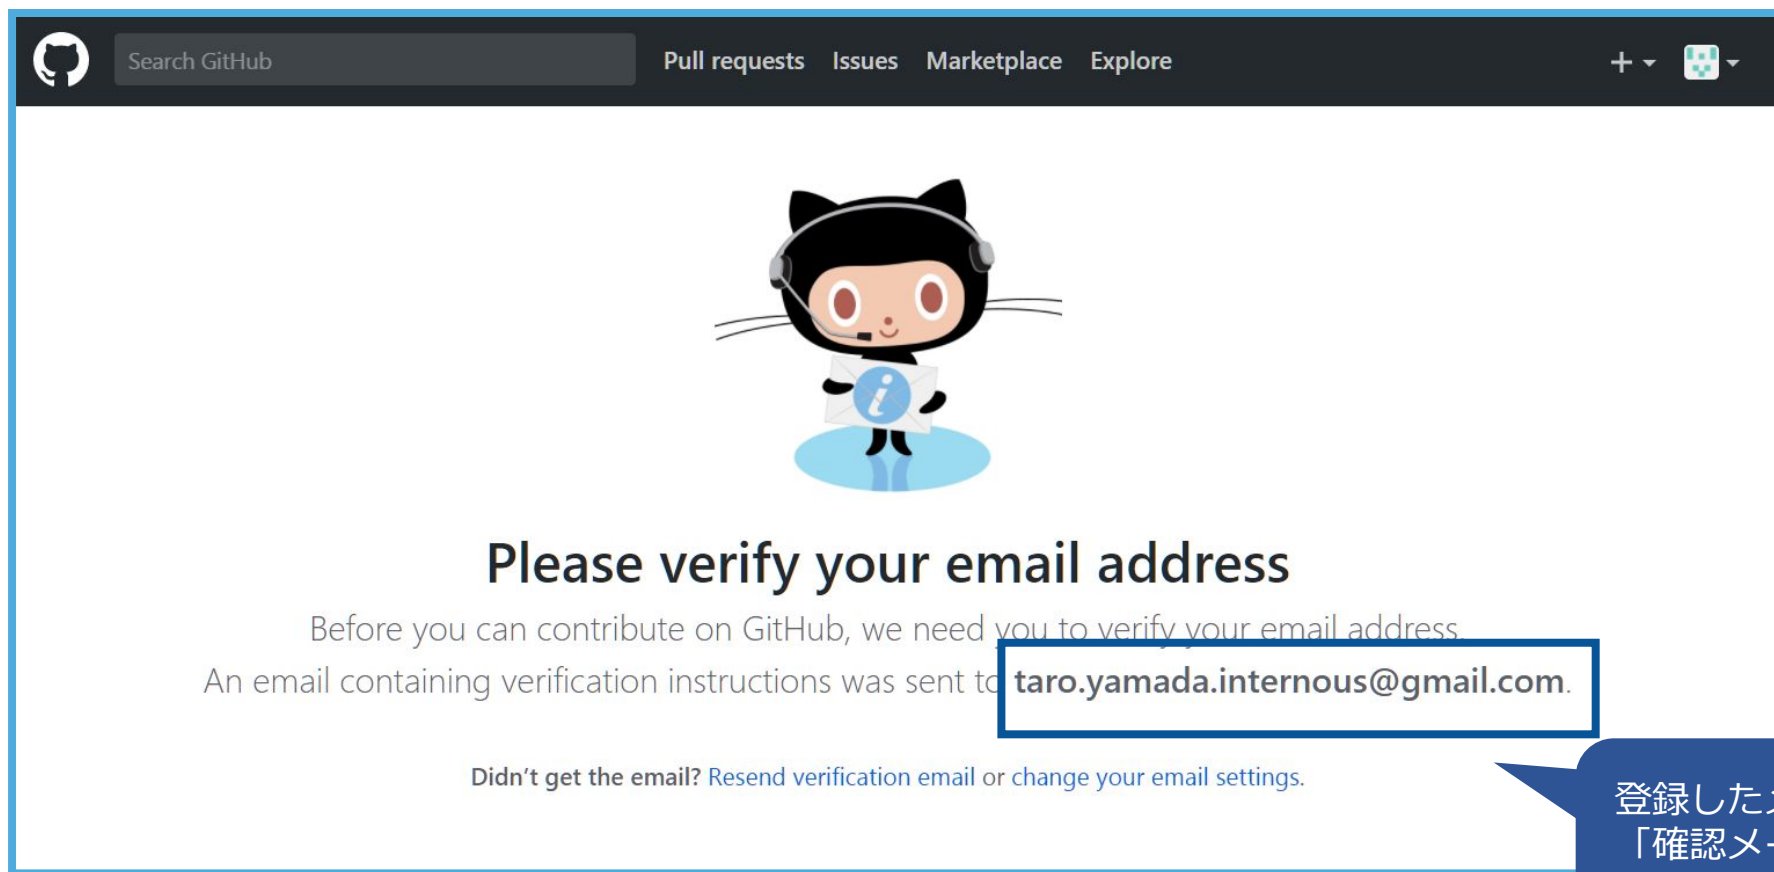 Search GitHub
Pull requests Issues Marketplace Explore
Please verify your email address
Before you can contribute on GitHub, we need you to verify your email address.
An email containing verification instructions was sent to taro.yamada.internous@gmail.com.
Didn't get the email? Resend verification email or change your email settings.
登録した
「確認メー